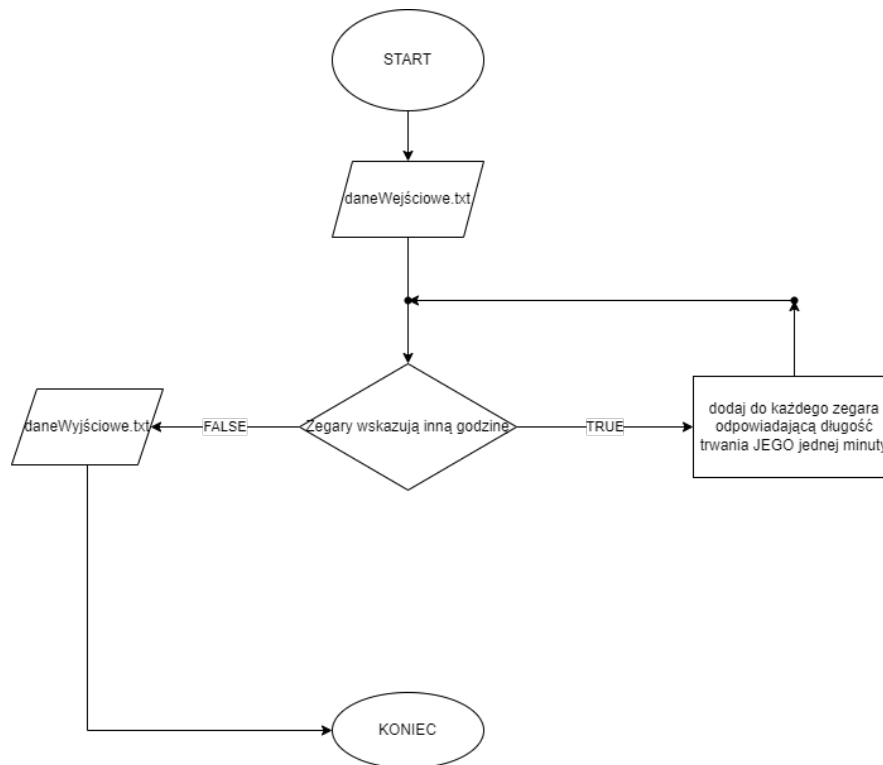 START
daneWejściowe.txt
Zegary wskazują inną godzinę
TRUE
dodaj do każdego zegara
odpowiadającą długość
trwania JEGO jednej minuty
FALSE
daneWyjściowe.txt
KONIEC